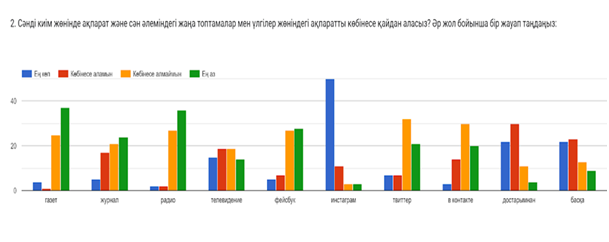 2. Сәнді киім жөнінде ақпарат және сән әлеміндегі жаңа топтамалар мен үлгілер жөніндегі ақпаратты көбінесе қайдан аласыз? Әр жол бойынша бір жауап таңдаңыз:
Ең көп Көбінесе аламын Көбінесе алмаймын Ең аз
40
20
0
газет журнал радио телевидение фейсбук инстаграм твиттер в контакте достарымнан басқа